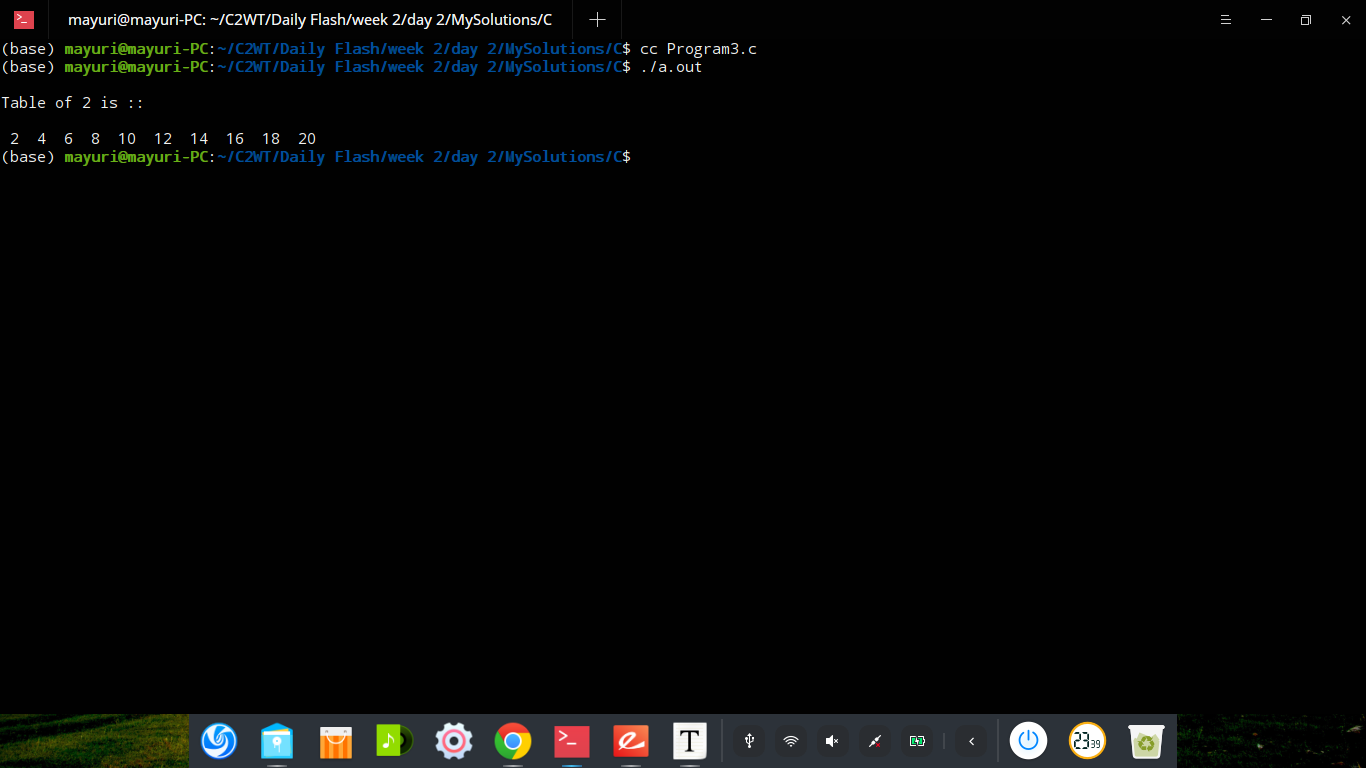 mayuri@mayuri-PC: ~/C2WT/Daily Flash/week 2/day 2/MySolutions/C
(base) mayuri@mayuri-PC:~/C2WT/Daily Flash/week 2/day 2/MySolutions/C$ cc Program3.c
(base) mayuri@mayuri-PC:~/C2WT/Daily Flash/week 2/day 2/MySolutions/C$ ./a.out
Table of 2 is ::
2 4 6 8 10 12 14 16 18 20
(base) mayuri@mayuri-PC:~/C2WT/Daily Flash/week 2/day 2/MySolutions/C$
T
23 39